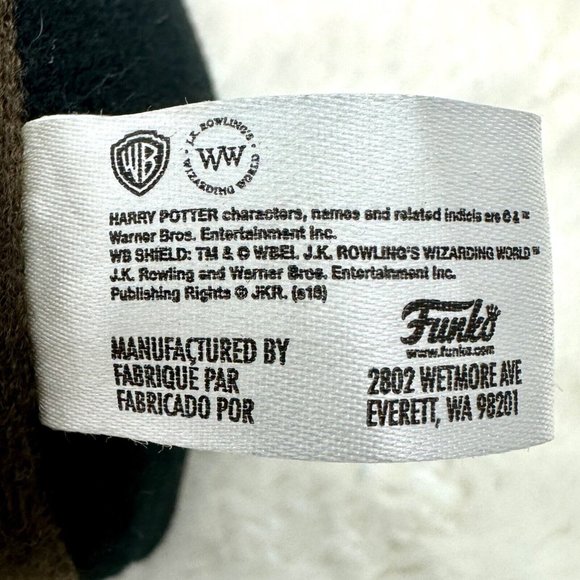 WB
J.K. ROWLING'S
WW
WIZARDING WORLD
HARRY POTTER characters, names and related indicia are © & ™
Warner Bros. Entertainment Inc.
WB SHIELD: TM & © WBEI. J.K. ROWLING'S WIZARDING WORLD ™
J.K. Rowling and Warner Bros. Entertainment Inc.
Publishing Rights © JKR. (s18)
MANUFACTURED BY
FABRIQUÉ PAR
FABRICADO POR
Funko
www.funko.com
2802 WETMORE AVE
EVERETT, WA 98201